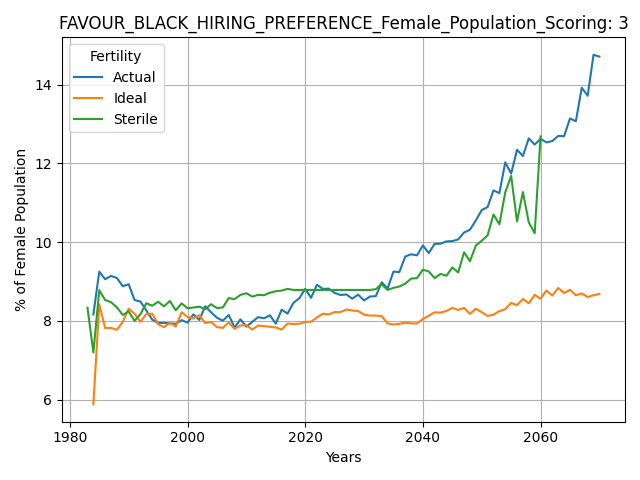 FAVOUR_BLACK_HIRING_PREFERENCE_Female_Population_Scoring: 3
Fertility
Actual
Ideal
Sterile
% of Female Population
14
12
10
8
6
1980 2000 2020 2040 2060
Years